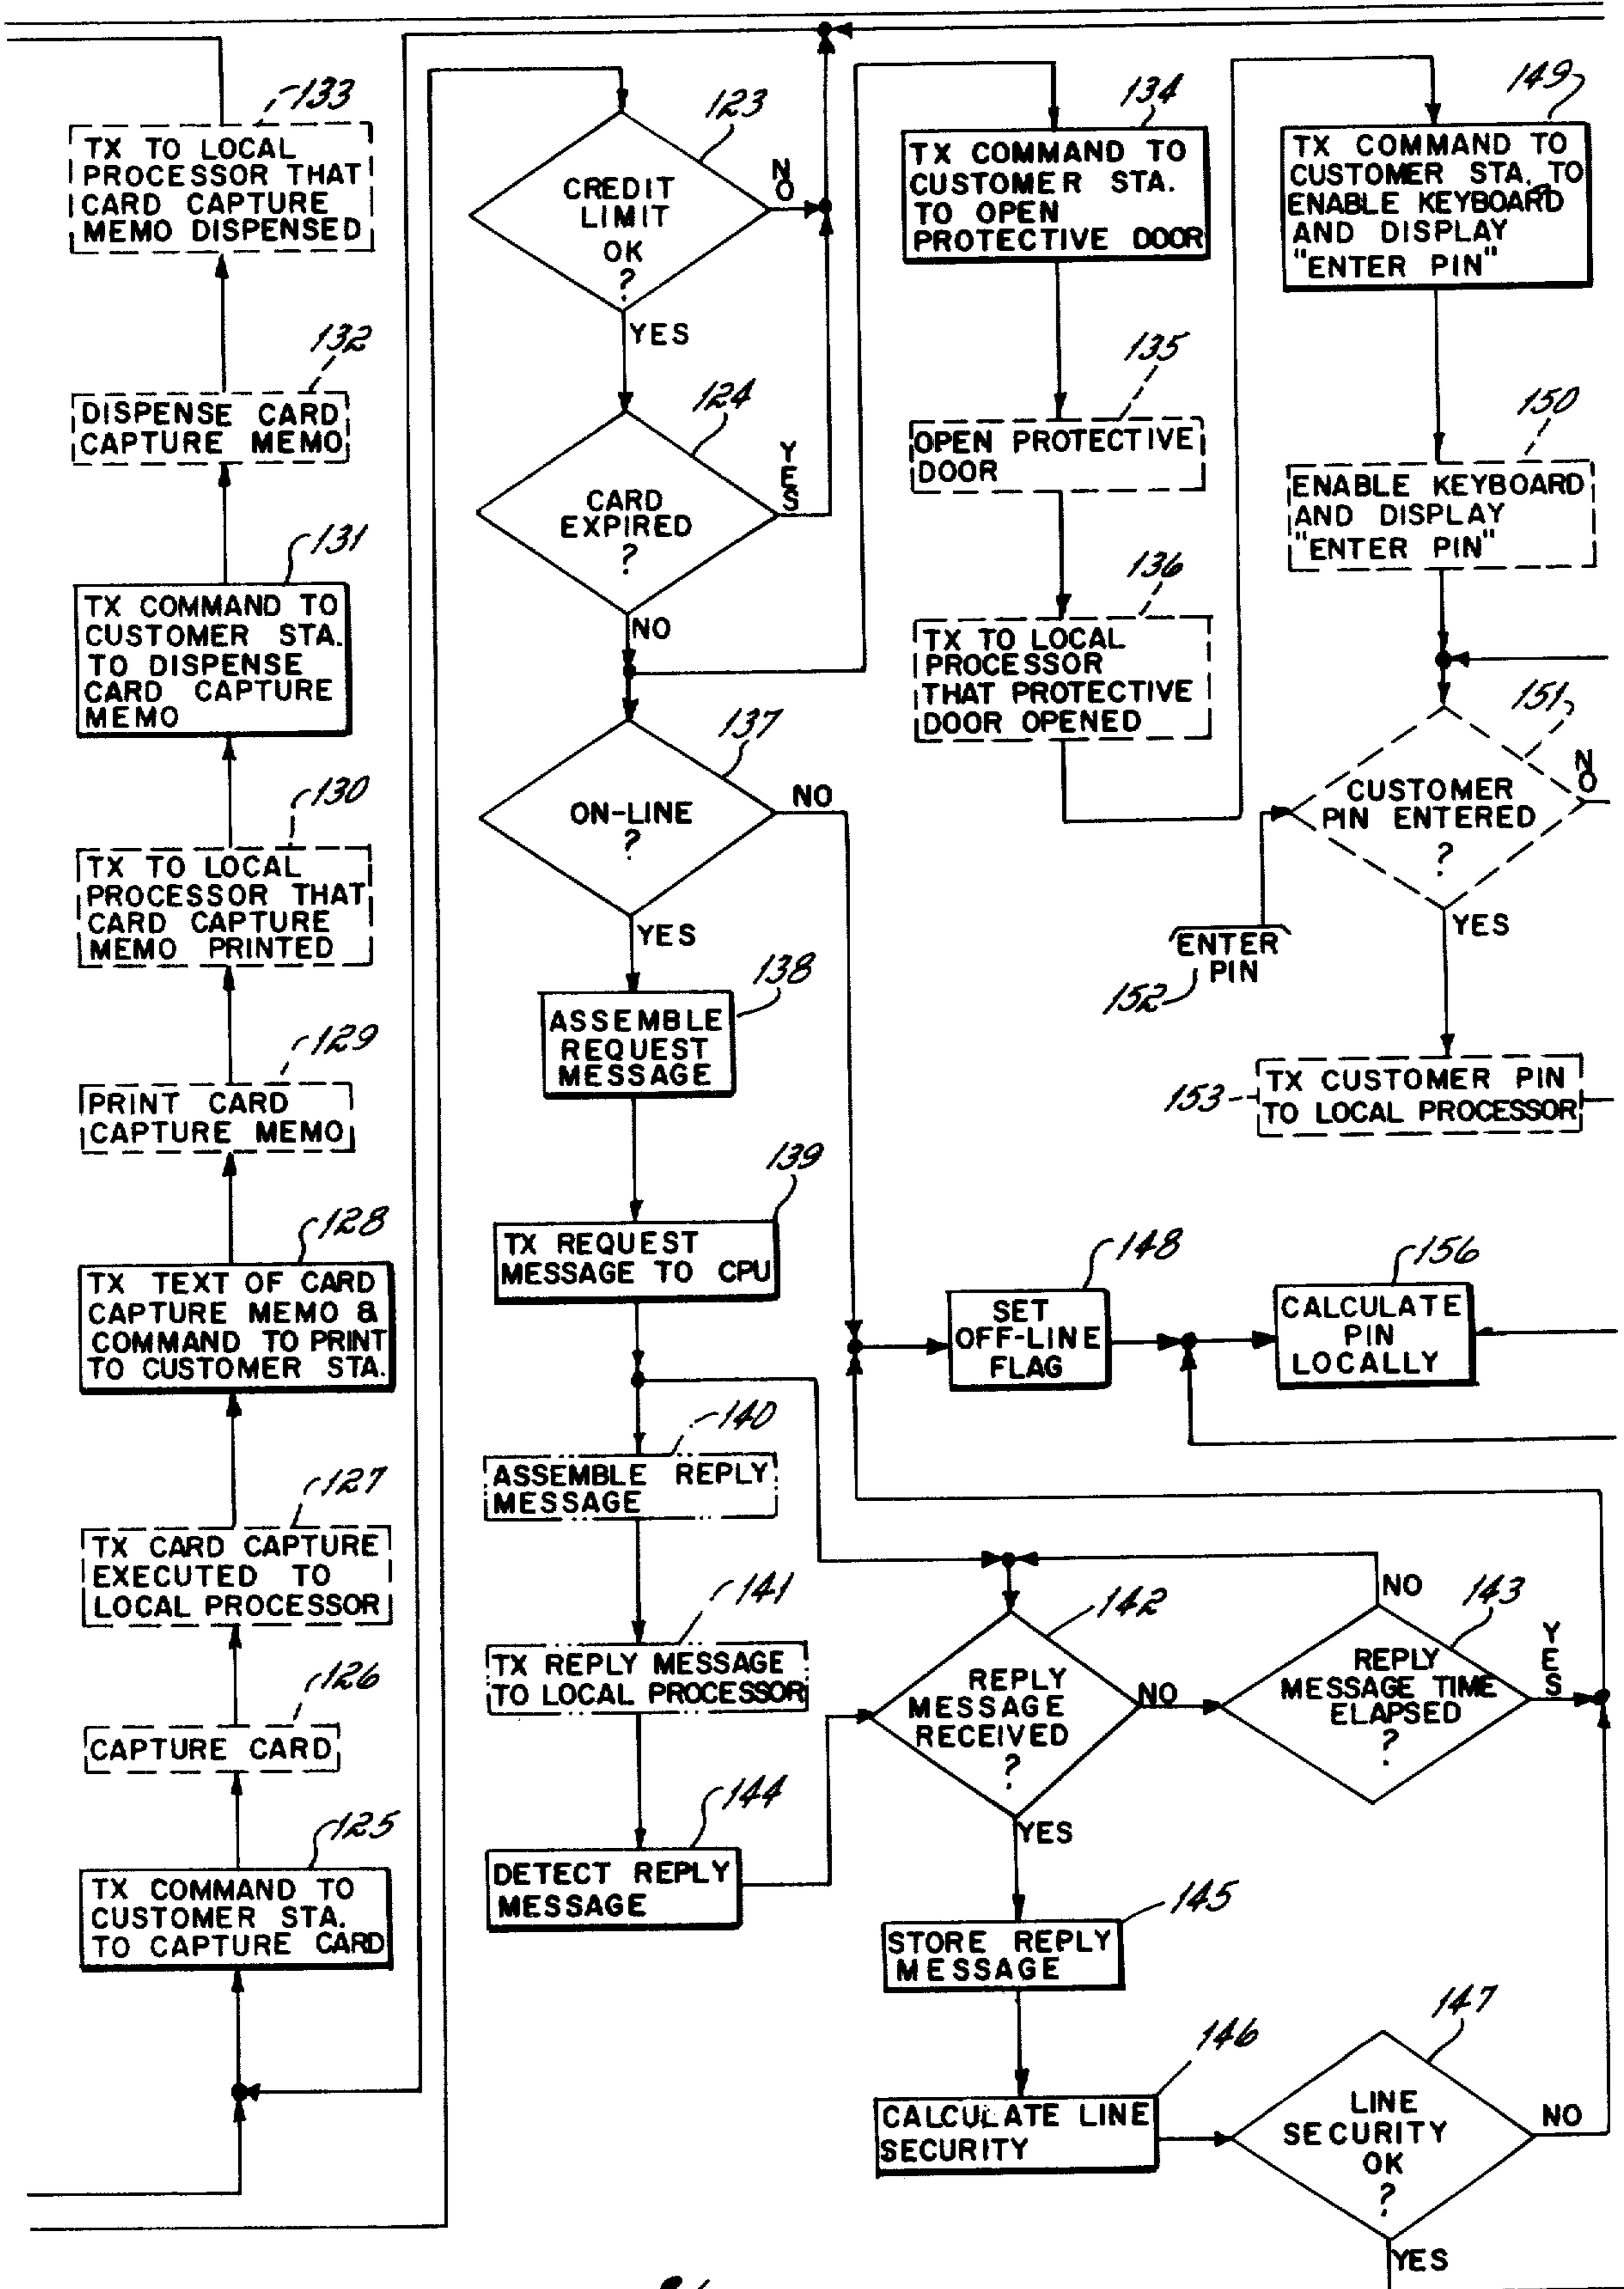 133
TX TO LOCAL
PROCESSOR THAT
CARD CAPTURE
MEMO DISPENSED
132
DISPENSE CARD
CAPTURE MEMO
131
TX COMMAND TO
CUSTOMER STA.
TO DISPENSE
CARD CAPTURE
MEMO
130
TX TO LOCAL
PROCESSOR THAT
CARD CAPTURE
MEMO PRINTED
129
PRINT CARD
CAPTURE MEMO
128
TX TEXT OF CARD
CAPTURE MEMO &
COMMAND TO PRINT
TO CUSTOMER STA.
127
TX CARD CAPTURE
EXECUTED TO
LOCAL PROCESSOR
126
CAPTURE CARD
125
TX COMMAND TO
CUSTOMER STA.
TO CAPTURE CARD
123
CREDIT
LIMIT
OK
?
NO
YES
124
CARD
EXPIRED
?
YES
NO
137
ON-LINE
?
NO
YES
138
ASSEMBLE
REQUEST
MESSAGE
139
TX REQUEST
MESSAGE TO CPU
140
ASSEMBLE REPLY
MESSAGE
141
TX REPLY MESSAGE
TO LOCAL PROCESSOR
144
DETECT REPLY
MESSAGE
134
TX COMMAND TO
CUSTOMER STA.
TO OPEN
PROTECTIVE DOOR
135
OPEN PROTECTIVE
DOOR
136
TX TO LOCAL
PROCESSOR
THAT PROTECTIVE
DOOR OPENED
149
TX COMMAND TO
CUSTOMER STA. TO
ENABLE KEYBOARD
AND DISPLAY
"ENTER PIN"
150
ENABLE KEYBOARD
AND DISPLAY
"ENTER PIN"
151
CUSTOMER
PIN ENTERED
?
NO
YES
ENTER
PIN
152
153
TX CUSTOMER PIN
TO LOCAL PROCESSOR
148
SET
OFF-LINE
FLAG
156
CALCULATE
PIN
LOCALLY
142
REPLY
MESSAGE
RECEIVED
?
NO
YES
143
REPLY
MESSAGE TIME
ELAPSED
?
NO
YES
145
STORE REPLY
MESSAGE
146
CALCULATE LINE
SECURITY
147
LINE
SECURITY
OK
?
NO
YES